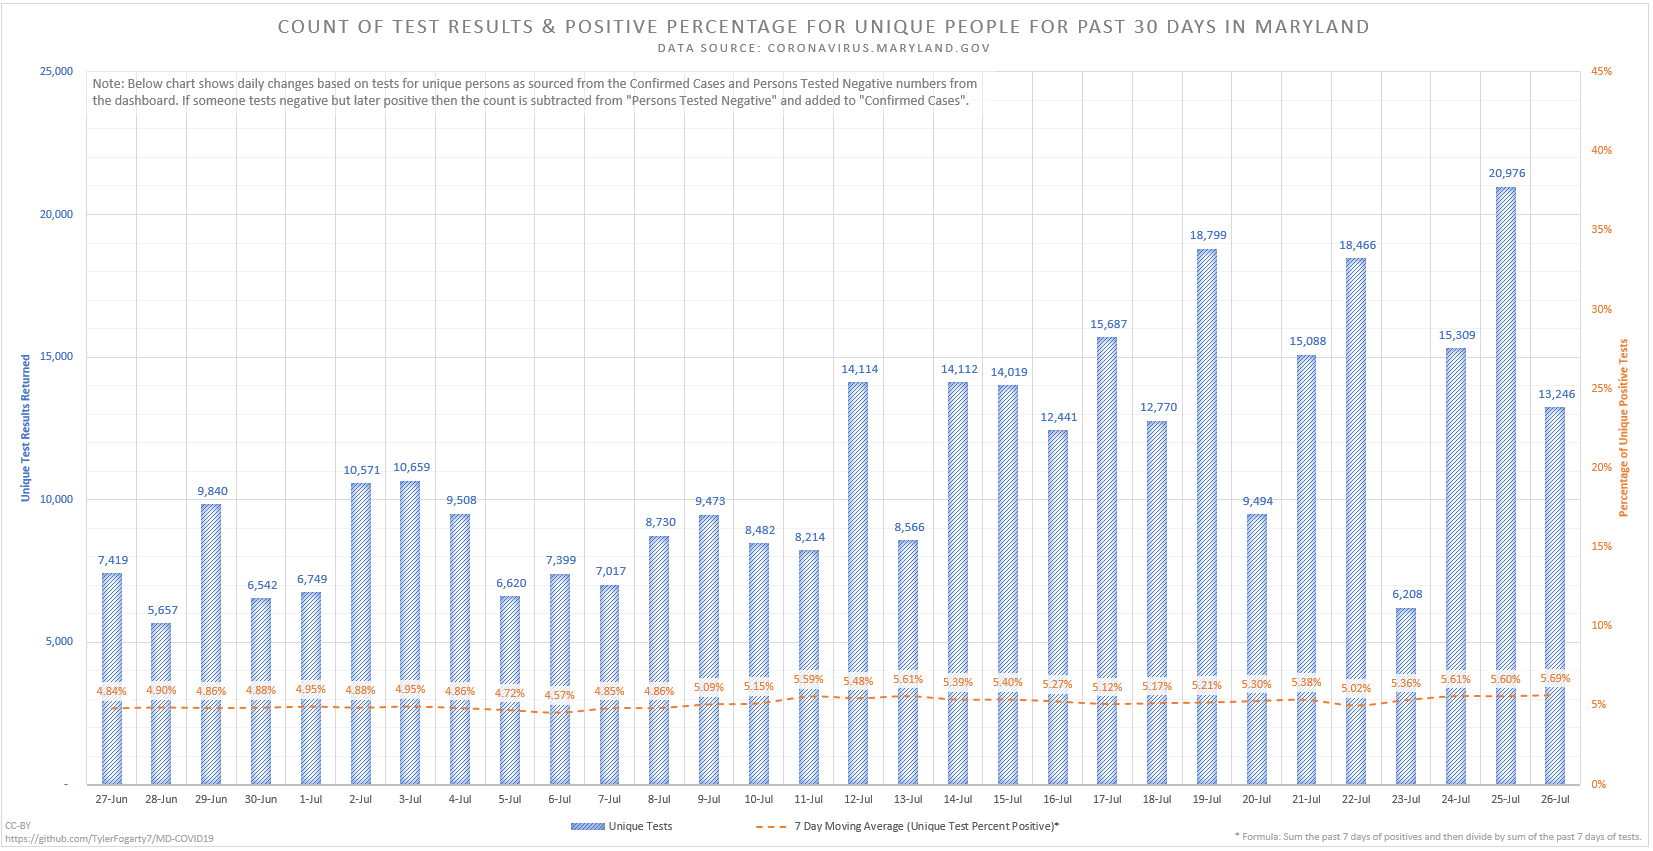 COUNT OF TEST RESULTS & POSITIVE PERCENTAGE FOR UNIQUE PEOPLE FOR PAST 30 DAYS IN MARYLAND
DATA SOURCE: CORONAVIRUS.MARYLAND.GOV
Note: Below chart shows daily changes based on tests for unique persons as sourced from the Confirmed Cases and Persons Tested Negative numbers from
the dashboard. If someone tests negative but later positive then the count is subtracted from "Persons Tested Negative" and added to "Confirmed Cases".
Unique Test Results Returned
25,000
20,000
15,000
10,000
5,000
-
7,419
5,657
9,840
6,542
6,749
10,571
10,659
9,508
6,620
7,399
7,017
8,730
9,473
8,482
8,214
14,114
8,566
14,112
14,019
12,441
15,687
12,770
18,799
9,494
15,088
18,466
6,208
15,309
20,976
13,246
4.84%
4.90%
4.86%
4.88%
4.95%
4.88%
4.95%
4.86%
4.72%
4.57%
4.85%
4.86%
5.09%
5.15%
5.59%
5.48%
5.61%
5.39%
5.40%
5.27%
5.12%
5.17%
5.21%
5.30%
5.38%
5.02%
5.36%
5.61%
5.60%
5.69%
45%
40%
35%
30%
25%
20%
15%
10%
5%
0%
Percentage of Unique Positive Tests
27-Jun
28-Jun
29-Jun
30-Jun
1-Jul
2-Jul
3-Jul
4-Jul
5-Jul
6-Jul
7-Jul
8-Jul
9-Jul
10-Jul
11-Jul
12-Jul
13-Jul
14-Jul
15-Jul
16-Jul
17-Jul
18-Jul
19-Jul
20-Jul
21-Jul
22-Jul
23-Jul
24-Jul
25-Jul
26-Jul
Unique Tests
7 Day Moving Average (Unique Test Percent Positive)*
CC-BY
https://github.com/TylerFogarty7/MD-COVID19
* Formula: Sum the past 7 days of positives and then divide by sum of the past 7 days of tests.